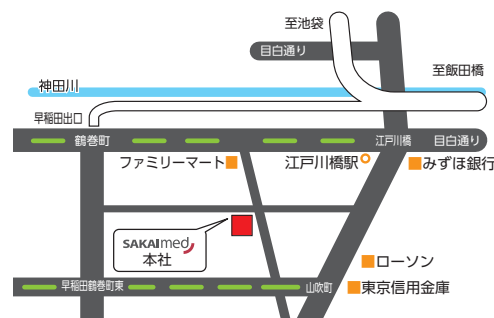 至池袋
目白通り
至飯田橋
神田川
早稲田出口
鶴巻町
江戸川橋
目白通り
ファミリーマート
江戸川橋駅
みずほ銀行
SAKAImed
本社
ローソン
早稲田鶴巻町東
山吹町
東京信用金庫